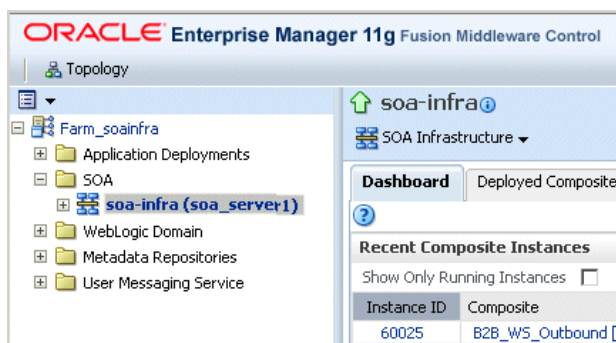 ORACLE Enterprise Manager 11g Fusion Middleware Control
Topology
Farm_soainfra
Application Deployments
SOA
soa-infra (soa_server1)
WebLogic Domain
Metadata Repositories
User Messaging Service
soa-infra
SOA Infrastructure
Dashboard Deployed Composite
Recent Composite Instances
Show Only Running Instances
Instance ID Composite
60025 B2B_WS_Outbound [